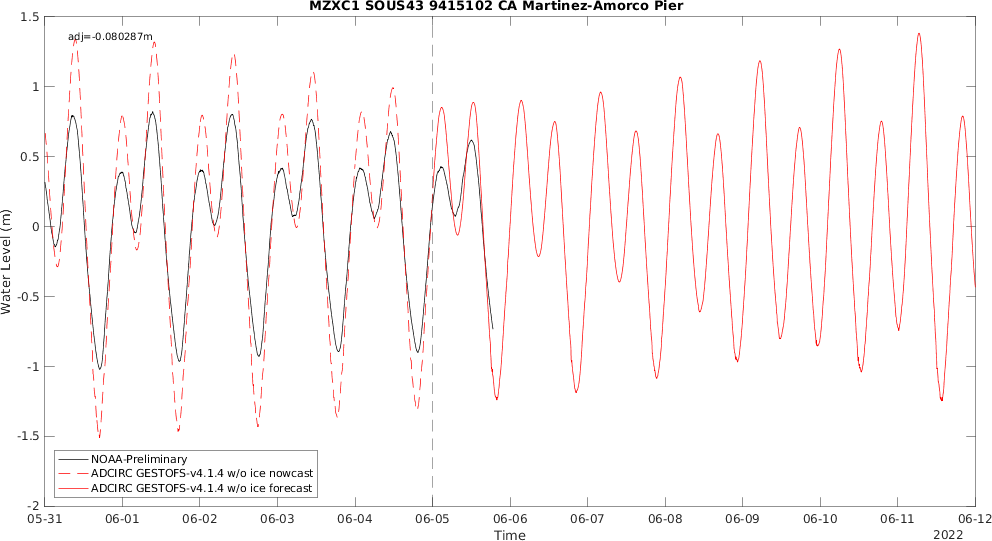 MZXC1 SOUS43 9415102 CA Martinez-Amorco Pier
adj=-0.080287m
1.5
1
0.5
0
-0.5
-1
-1.5
-2
Water Level (m)
NOAA-Preliminary
ADCIRC GESTOFS-v4.1.4 w/o ice nowcast
ADCIRC GESTOFS-v4.1.4 w/o ice forecast
05-31 06-01 06-02 06-03 06-04 06-05 06-06 06-07 06-08 06-09 06-10 06-11 06-12
Time
2022